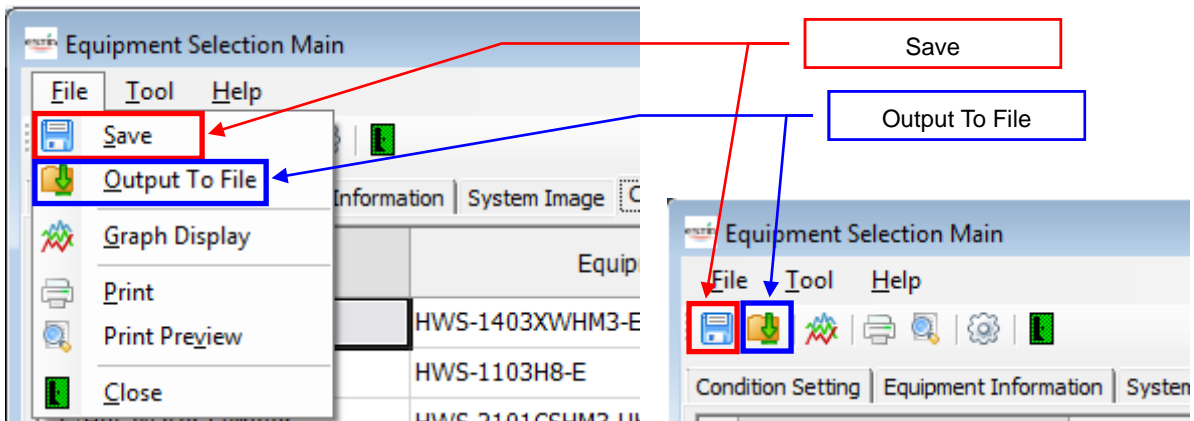 estia Equipment Selection Main
File Tool Help
Save
Output To File
Graph Display
Print
Print Preview
Close
Information System Image
HWS-1403XWHM3-E
HWS-1103H8-E
Save
Output To File
estia Equipment Selection Main
File Tool Help
Condition Setting Equipment Information System